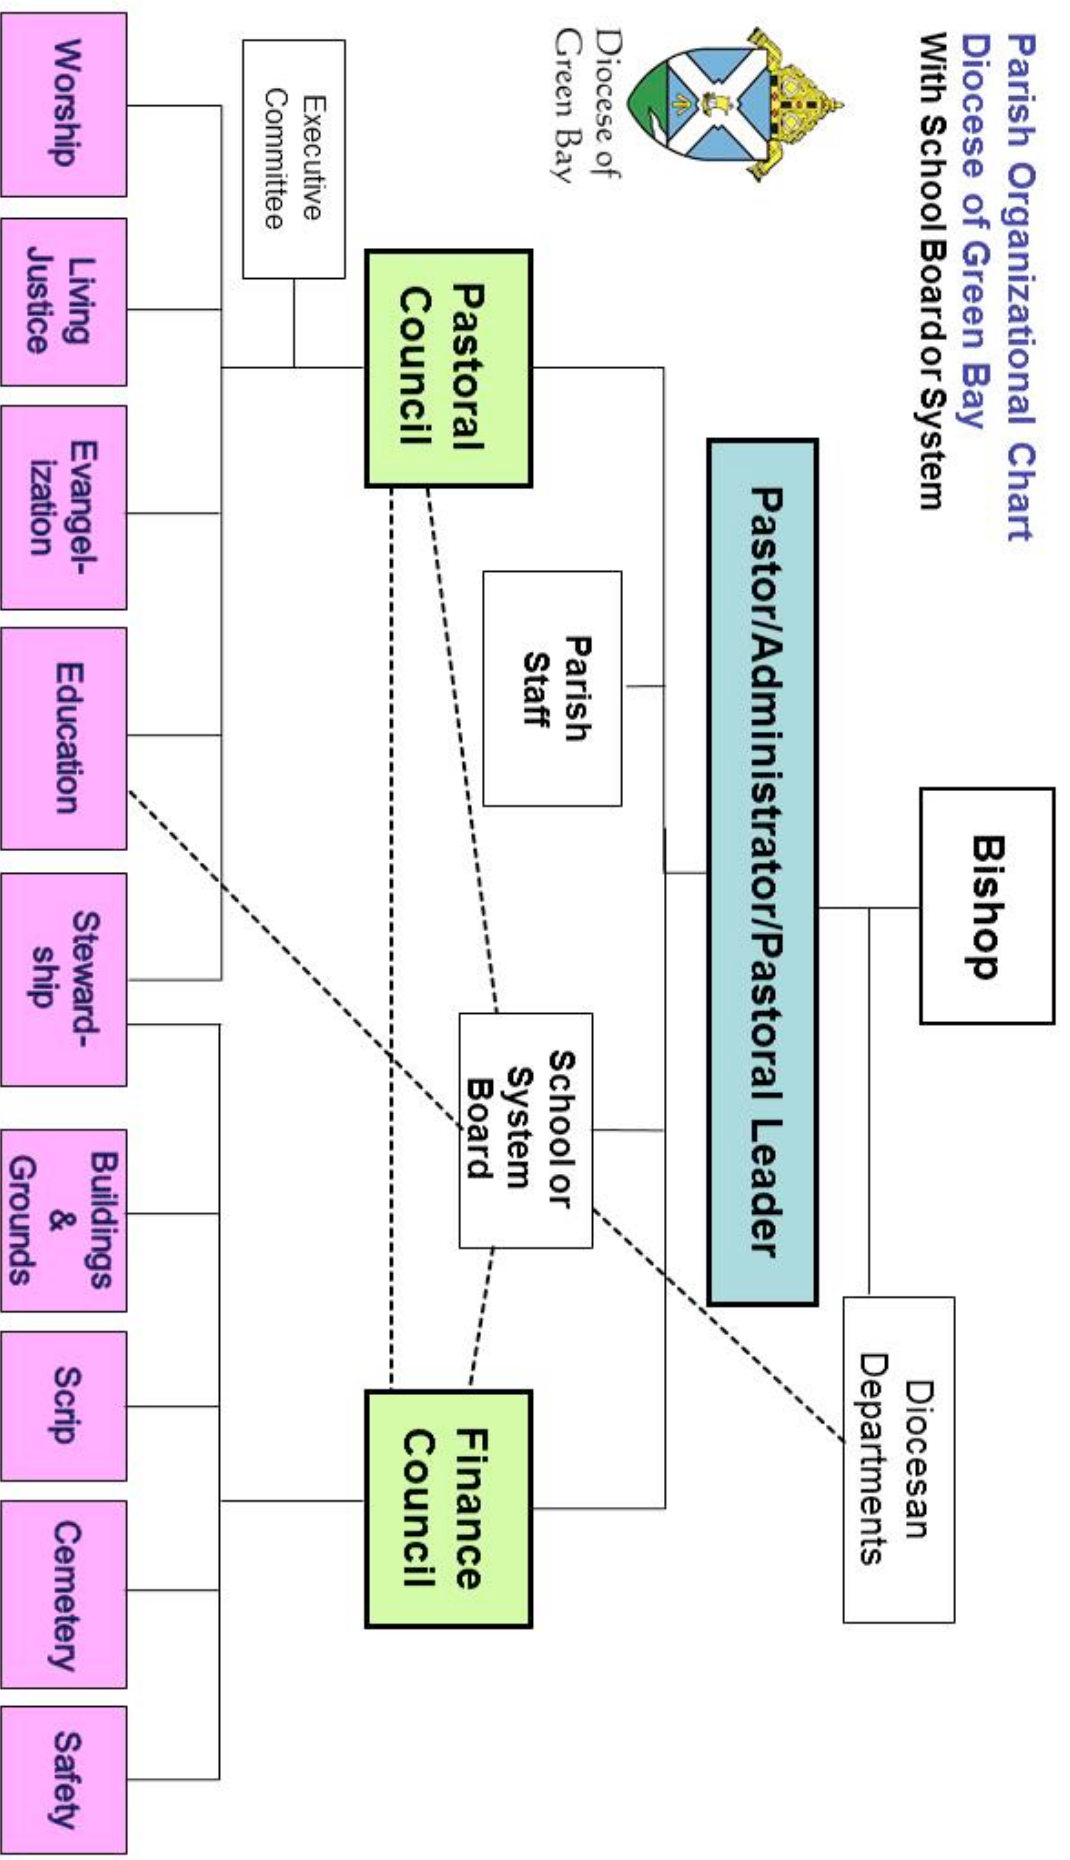 Parish Organizational Chart
Diocese of Green Bay
With School Board or System
Bishop
Diocesan
Departments
Diocese of
Green Bay
Pastor/Administrator/Pastoral Leader
Parish
Staff
School or
System
Board
Pastoral
Council
Finance
Council
Executive
Committee
Worship
Living
Justice
Evangel-
ization
Education
Steward-
ship
Buildings
&
Grounds
Scrip
Cemetery
Safety